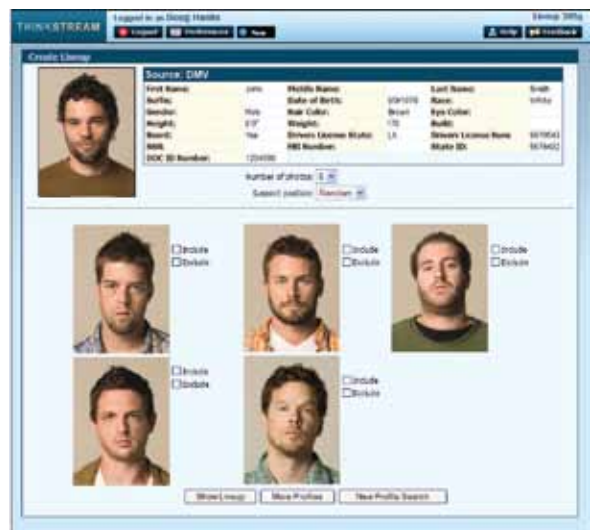 THINKSTREAM
Logged in as Doug Hanks
Logout Preferences New
Help Feedback
Create Lineup
Source: DMV
First Name: John Middle Name: Last Name: Smith
Suffix: Date of Birth: Race: White
Gender: Male Hair Color: Brown Eye Color:
Height: Weight: 170 Build:
Beard: Yes Drivers License State: LA Drivers License Num:
SSN: FBI Number: State ID:
DOC ID Number:
Number of photos:
Suspect position: Random
Include
Exclude
Include
Exclude
Include
Exclude
Include
Exclude
Include
Exclude
Show Lineup More Profiles New Profile Search